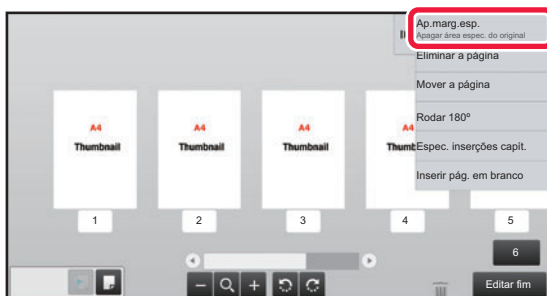 Ap.marg.esp.
Apagar área espec. do original
Eliminar a página
Mover a página
Rodar 180º
Espec. inserções capít.
Inserir pág. em branco
A4
Thumbnail
A4
Thumbnail
A4
Thumbnail
A4
Thumb
1
2
3
4
5
6
Editar fim